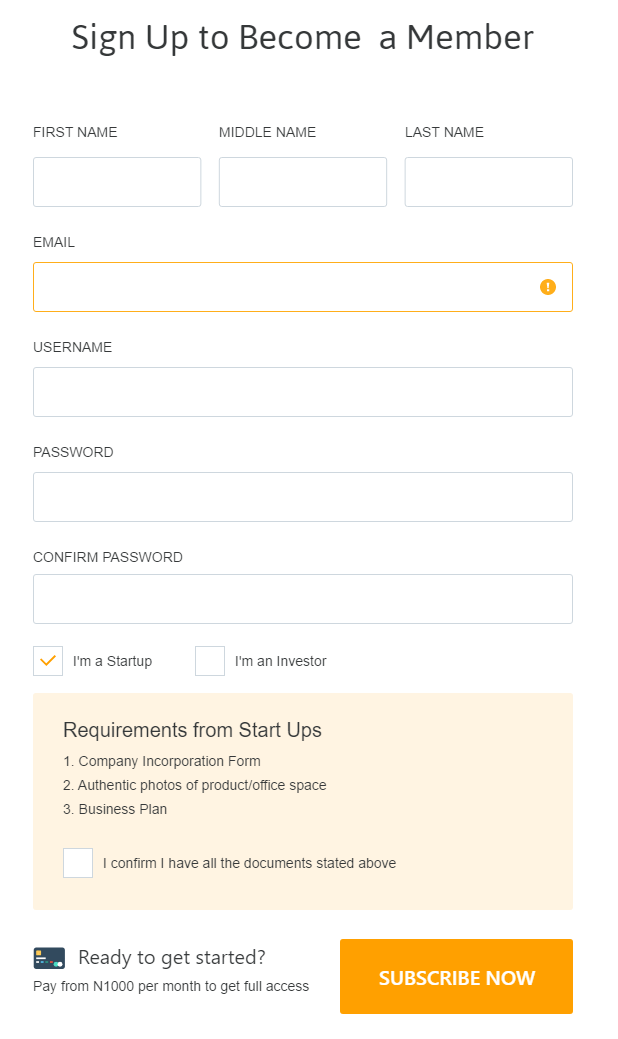 Sign Up to Become  a Member
FIRST NAME
MIDDLE NAME
LAST NAME
EMAIL
USERNAME
PASSWORD
CONFIRM PASSWORD
I'm a Startup
I'm an Investor
Requirements from Start Ups
1. Company Incorporation Form
2. Authentic photos of product/office space
3. Business Plan
I confirm I have all the documents stated above
Ready to get started?
Pay from N1000 per month to get full access
SUBSCRIBE NOW